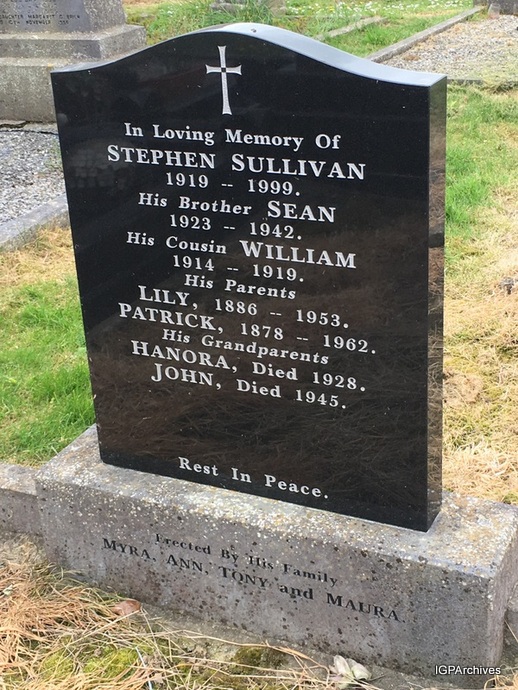 In Loving Memory Of
STEPHEN SULLIVAN
1919 -- 1999.
His Brother SEAN
1923 -- 1942.
His Cousin WILLIAM
1914 -- 1919.
His Parents
LILY, 1886 -- 1953.
PATRICK, 1878 -- 1962.
His Grandparents
HANORA, Died 1928.
JOHN, Died 1945.
Rest In Peace.
Erected By His Family
MYRA, ANN, TONY and MAURA
IGPArchives